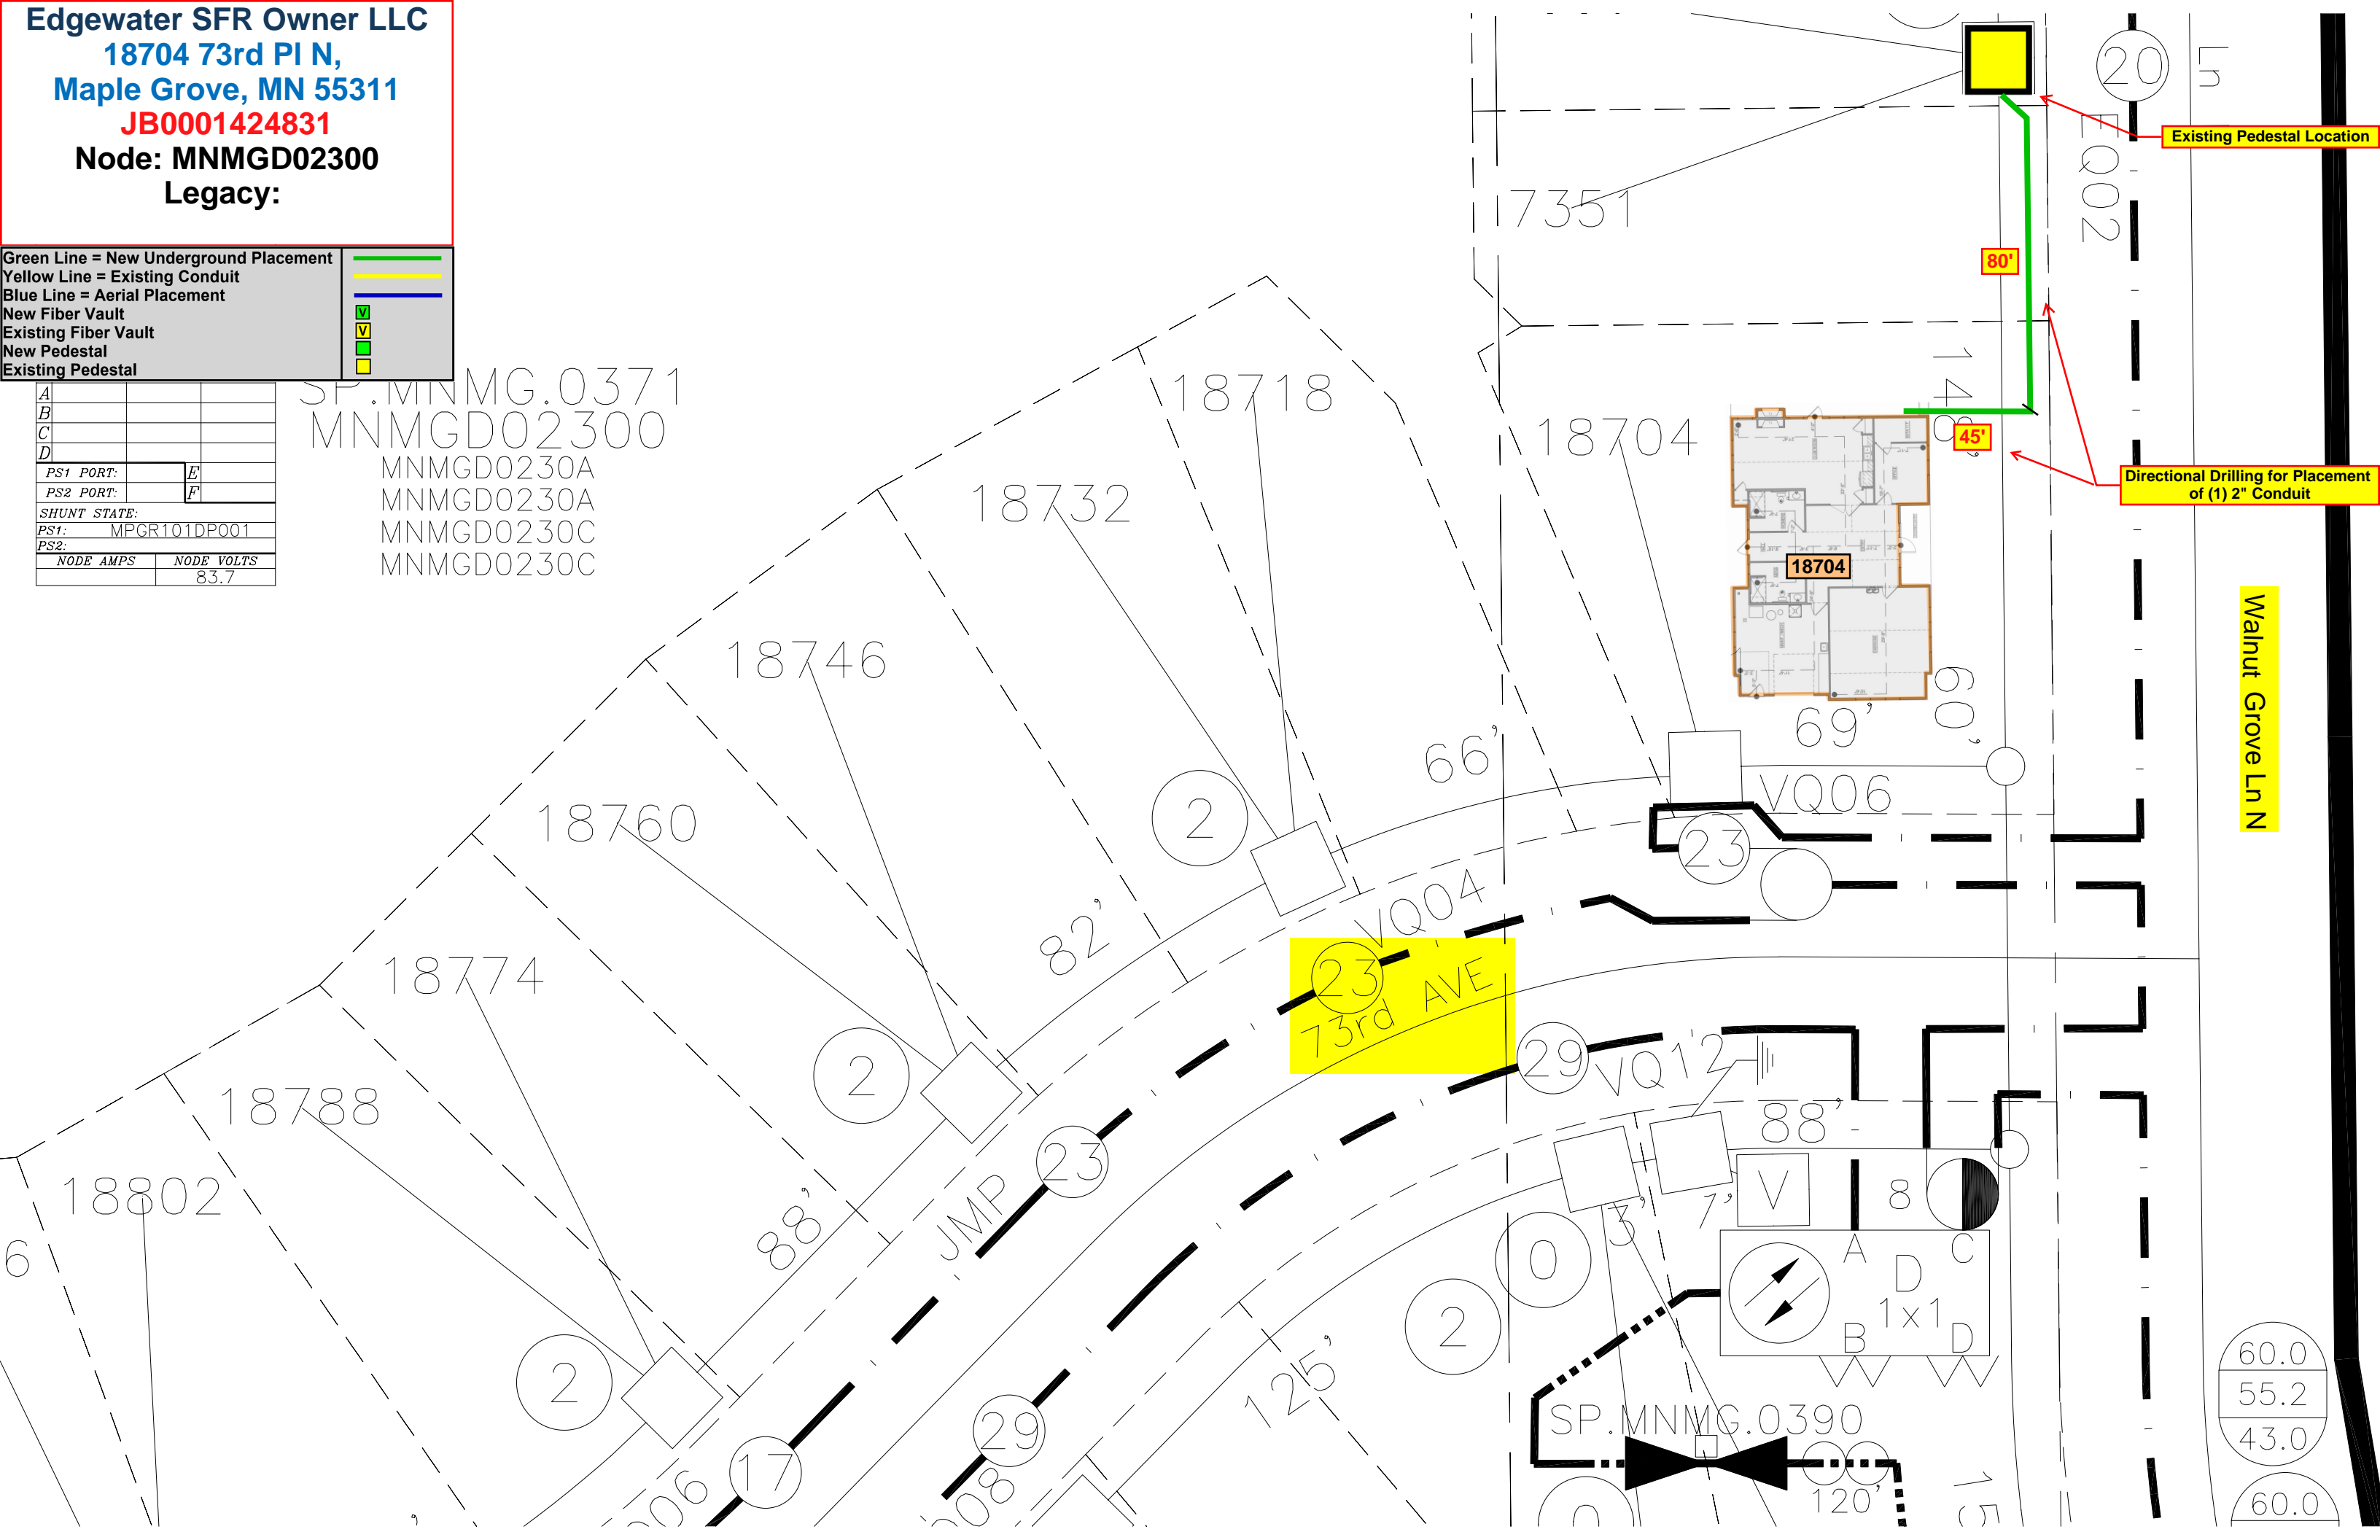 Edgewater SFR Owner LLC
18704 73rd Pl N,
Maple Grove, MN 55311
JB0001424831
Node: MNMGD02300
Legacy:
Green Line = New Underground Placement
Yellow Line = Existing Conduit
Blue Line = Aerial Placement
New Fiber Vault V
Existing Fiber Vault V
New Pedestal
Existing Pedestal
A
B
C
D
PS1 PORT: E
PS2 PORT: F
SHUNT STATE:
PS1: MPGR101DP001
PS2:
NODE AMPS NODE VOLTS
83.7
SP.MNMG.0371
MNMGD02300
MNMGD0230A
MNMGD0230A
MNMGD0230C
MNMGD0230C
20
Ln
EQ02
Existing Pedestal Location
7351
80'
45'
Directional Drilling for Placement
of (1) 2" Conduit
18718
18704
18732
18746
18760
18774
18788
18802
6
18704
Walnut Grove Ln N
69'
60'
66'
VQ06
2
23
82'
VQ04
23
73rd AVE
2
29
VQ12
88'
23
JMP
88'
2
3'
7'
V
8
0
2
A
C
D
1x1
B
D
125'
29
17
SP.MNMG.0390
120'
60.0
55.2
43.0
60.0